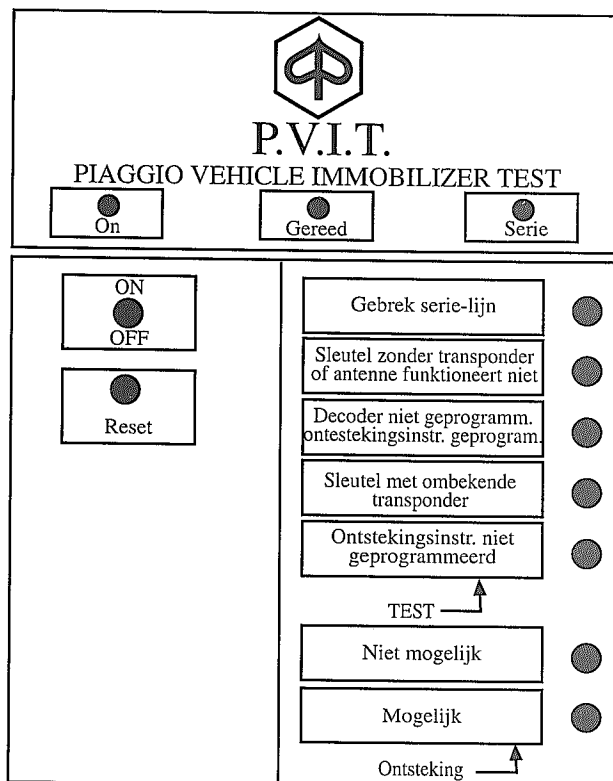 P.V.I.T.
PIAGGIO VEHICLE IMMOBILIZER TEST
On
Gereed
Serie
ON
OFF
Reset
Gebrek serie-lijn
Sleutel zonder transponder
of antenne funktioneert niet
Decoder niet geprogramm.
ontestekingsinstr. geprogram.
Sleutel met ombekende
transponder
Ontstekingsinstr. niet
geprogrammeerd
TEST
Niet mogelijk
Mogelijk
Ontsteking